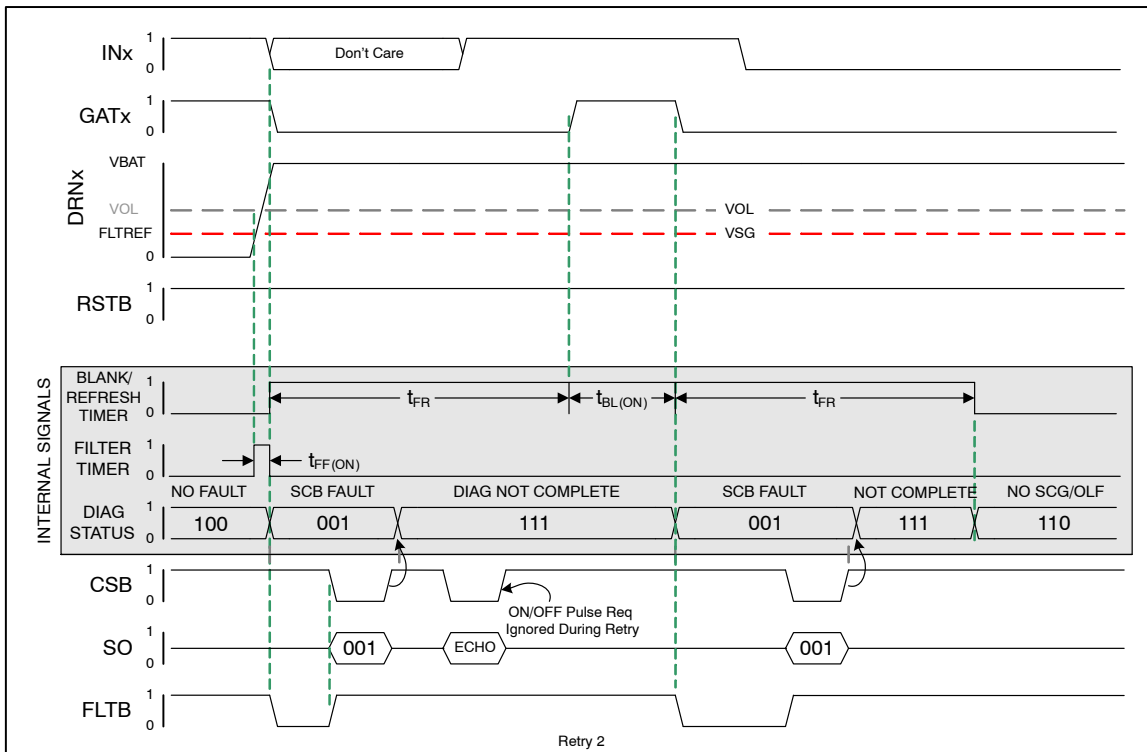 INx
1
0
Don't Care
GATx
1
0
DRNx
VBAT
VOL
FLTREF
0
VOL
VSG
RSTB
1
0
INTERNAL SIGNALS
BLANK/
REFRESH
TIMER
1
0
tFR
tBL(ON)
tFR
FILTER
TIMER
1
0
tFF(ON)
NO FAULT
SCB FAULT
DIAG NOT COMPLETE
SCB FAULT
NOT COMPLETE
NO SCG/OLF
DIAG
STATUS
1
0
100
001
111
001
111
110
CSB
1
0
ON/OFF Pulse Req
Ignored During Retry
SO
1
0
001
ECHO
001
FLTB
1
0
Retry 2